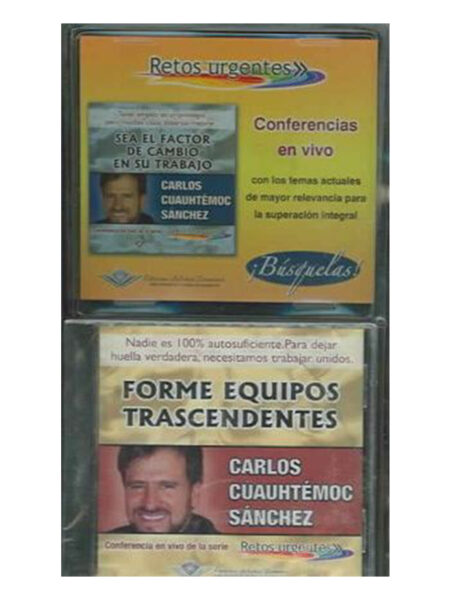 Retos urgentes
SEA EL FACTOR
DE CAMBIO
EN SU TRABAJO
CARLOS
CUAUHTÉMOC
SÁNCHEZ
Conferencias
en vivo
con los temas actuales
de mayor relevancia para
la superación integral
¡Búsquelas!
Nadie es 100% autosuficiente.Para dejar
huella verdadera, necesitamos trabajar unidos.
FORME EQUIPOS
TRASCENDENTES
CARLOS
CUAUHTÉMOC
SÁNCHEZ
Conferencia en vivo de la serie Retos urgentes